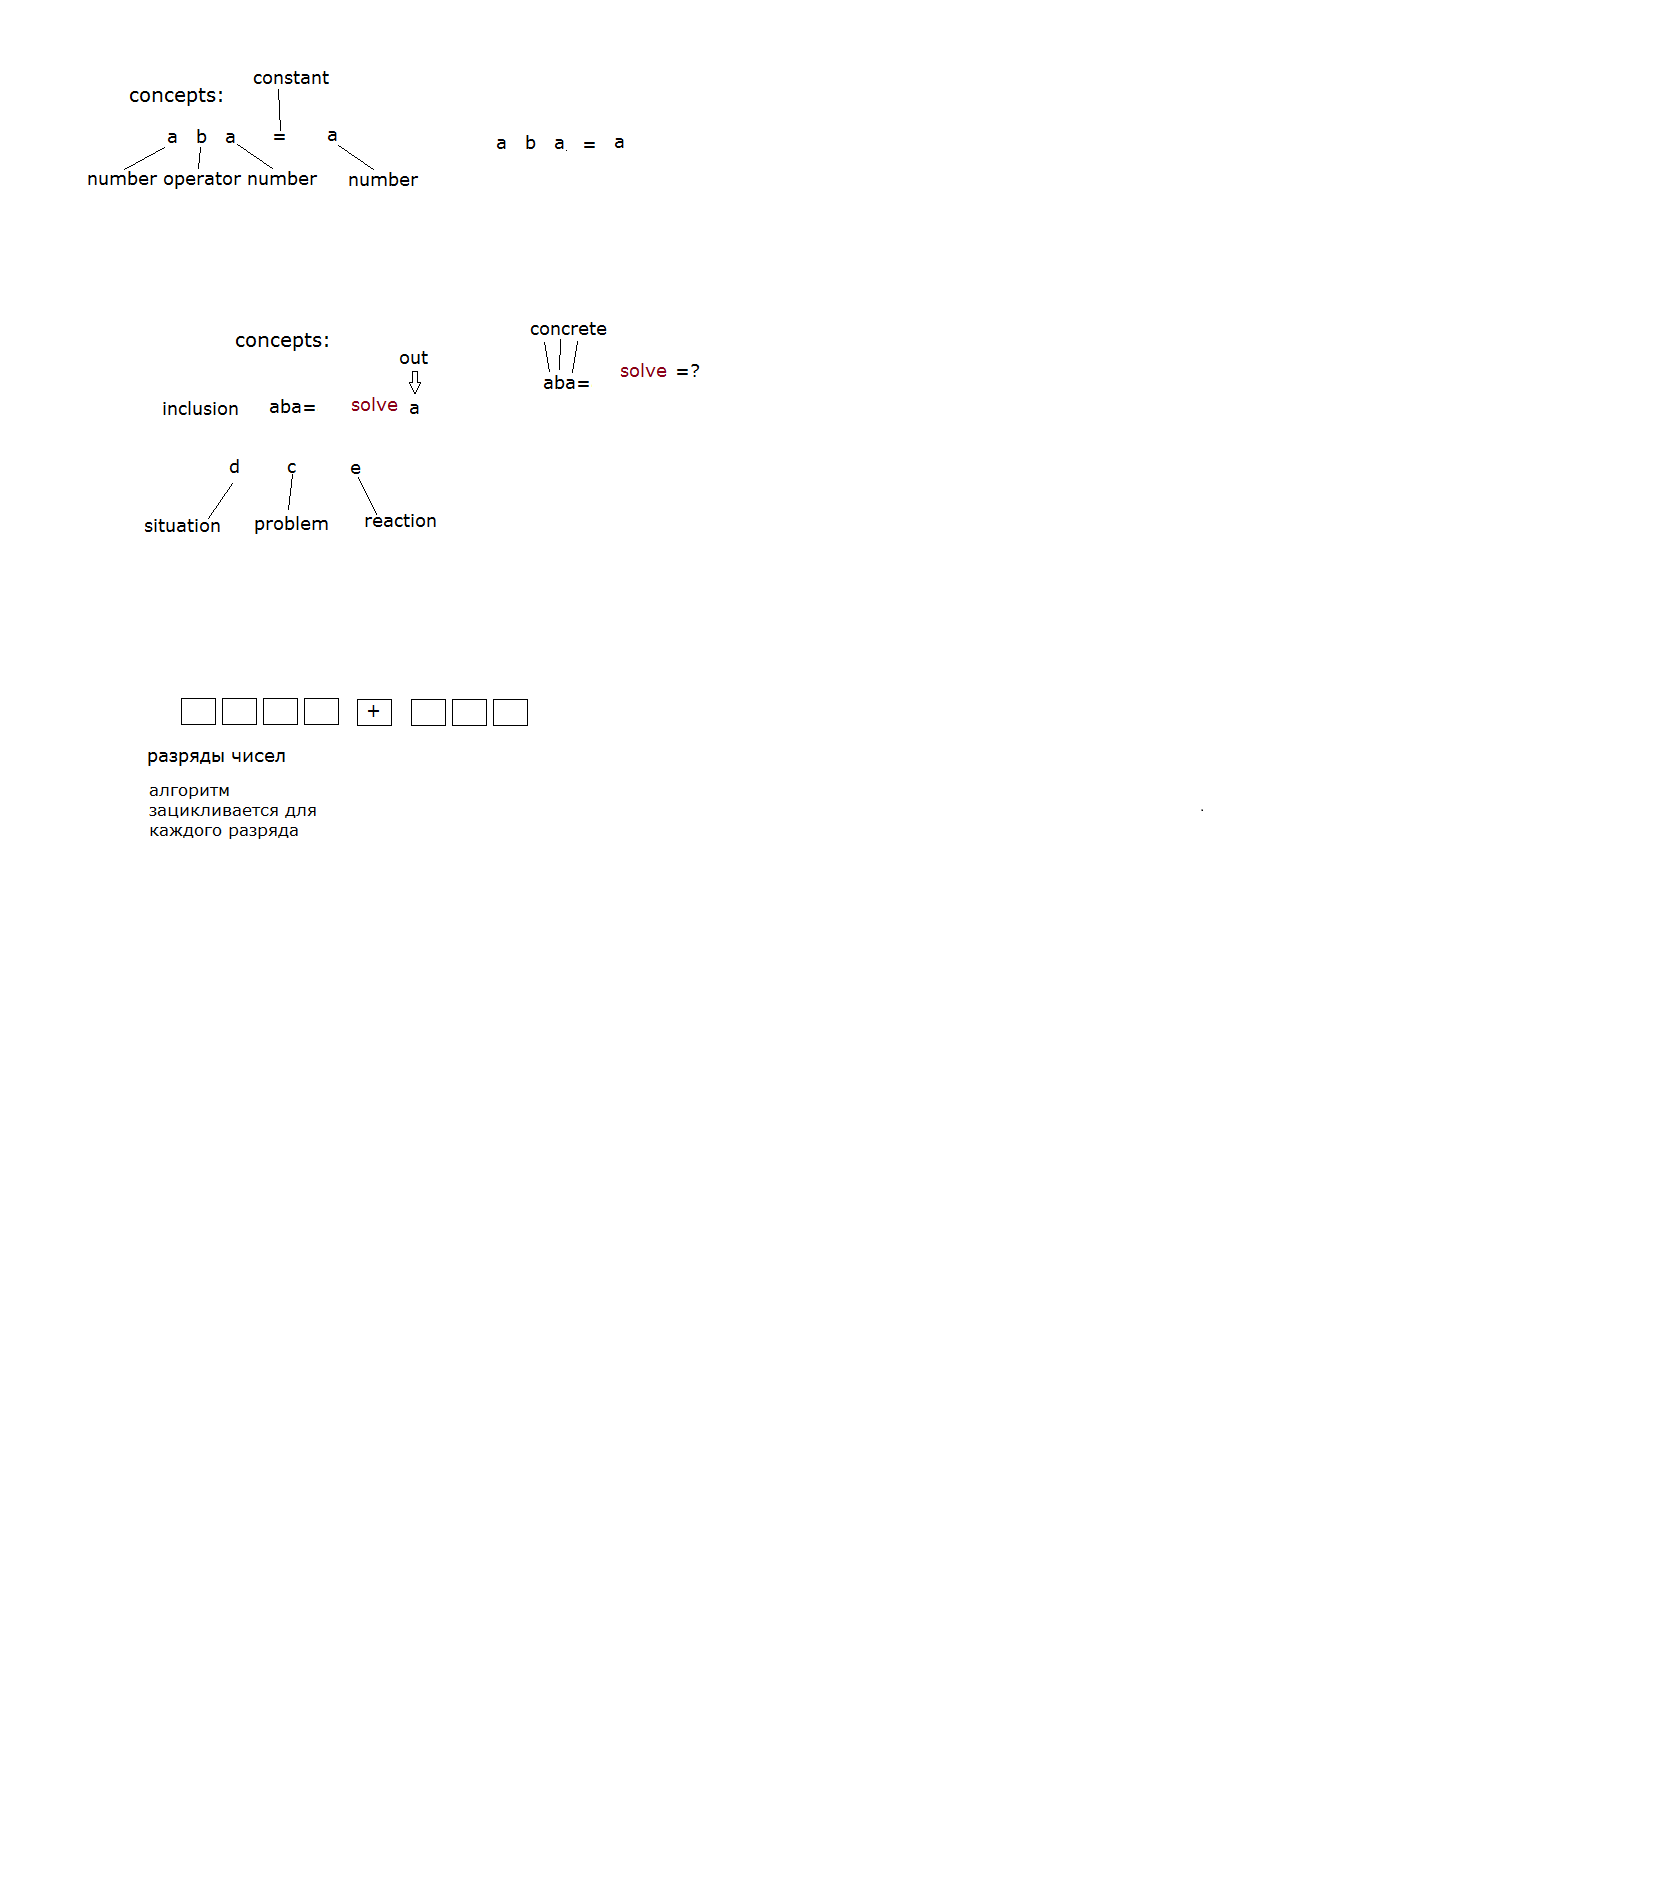 constant
concepts:
a b a = a
number operator number number
a b a = a
concepts:
out
inclusion aba= solve a
concrete
aba= solve =?
d c e
situation problem reaction
+
разряды чисел
алгоритм
зацикливается для
каждого разряда